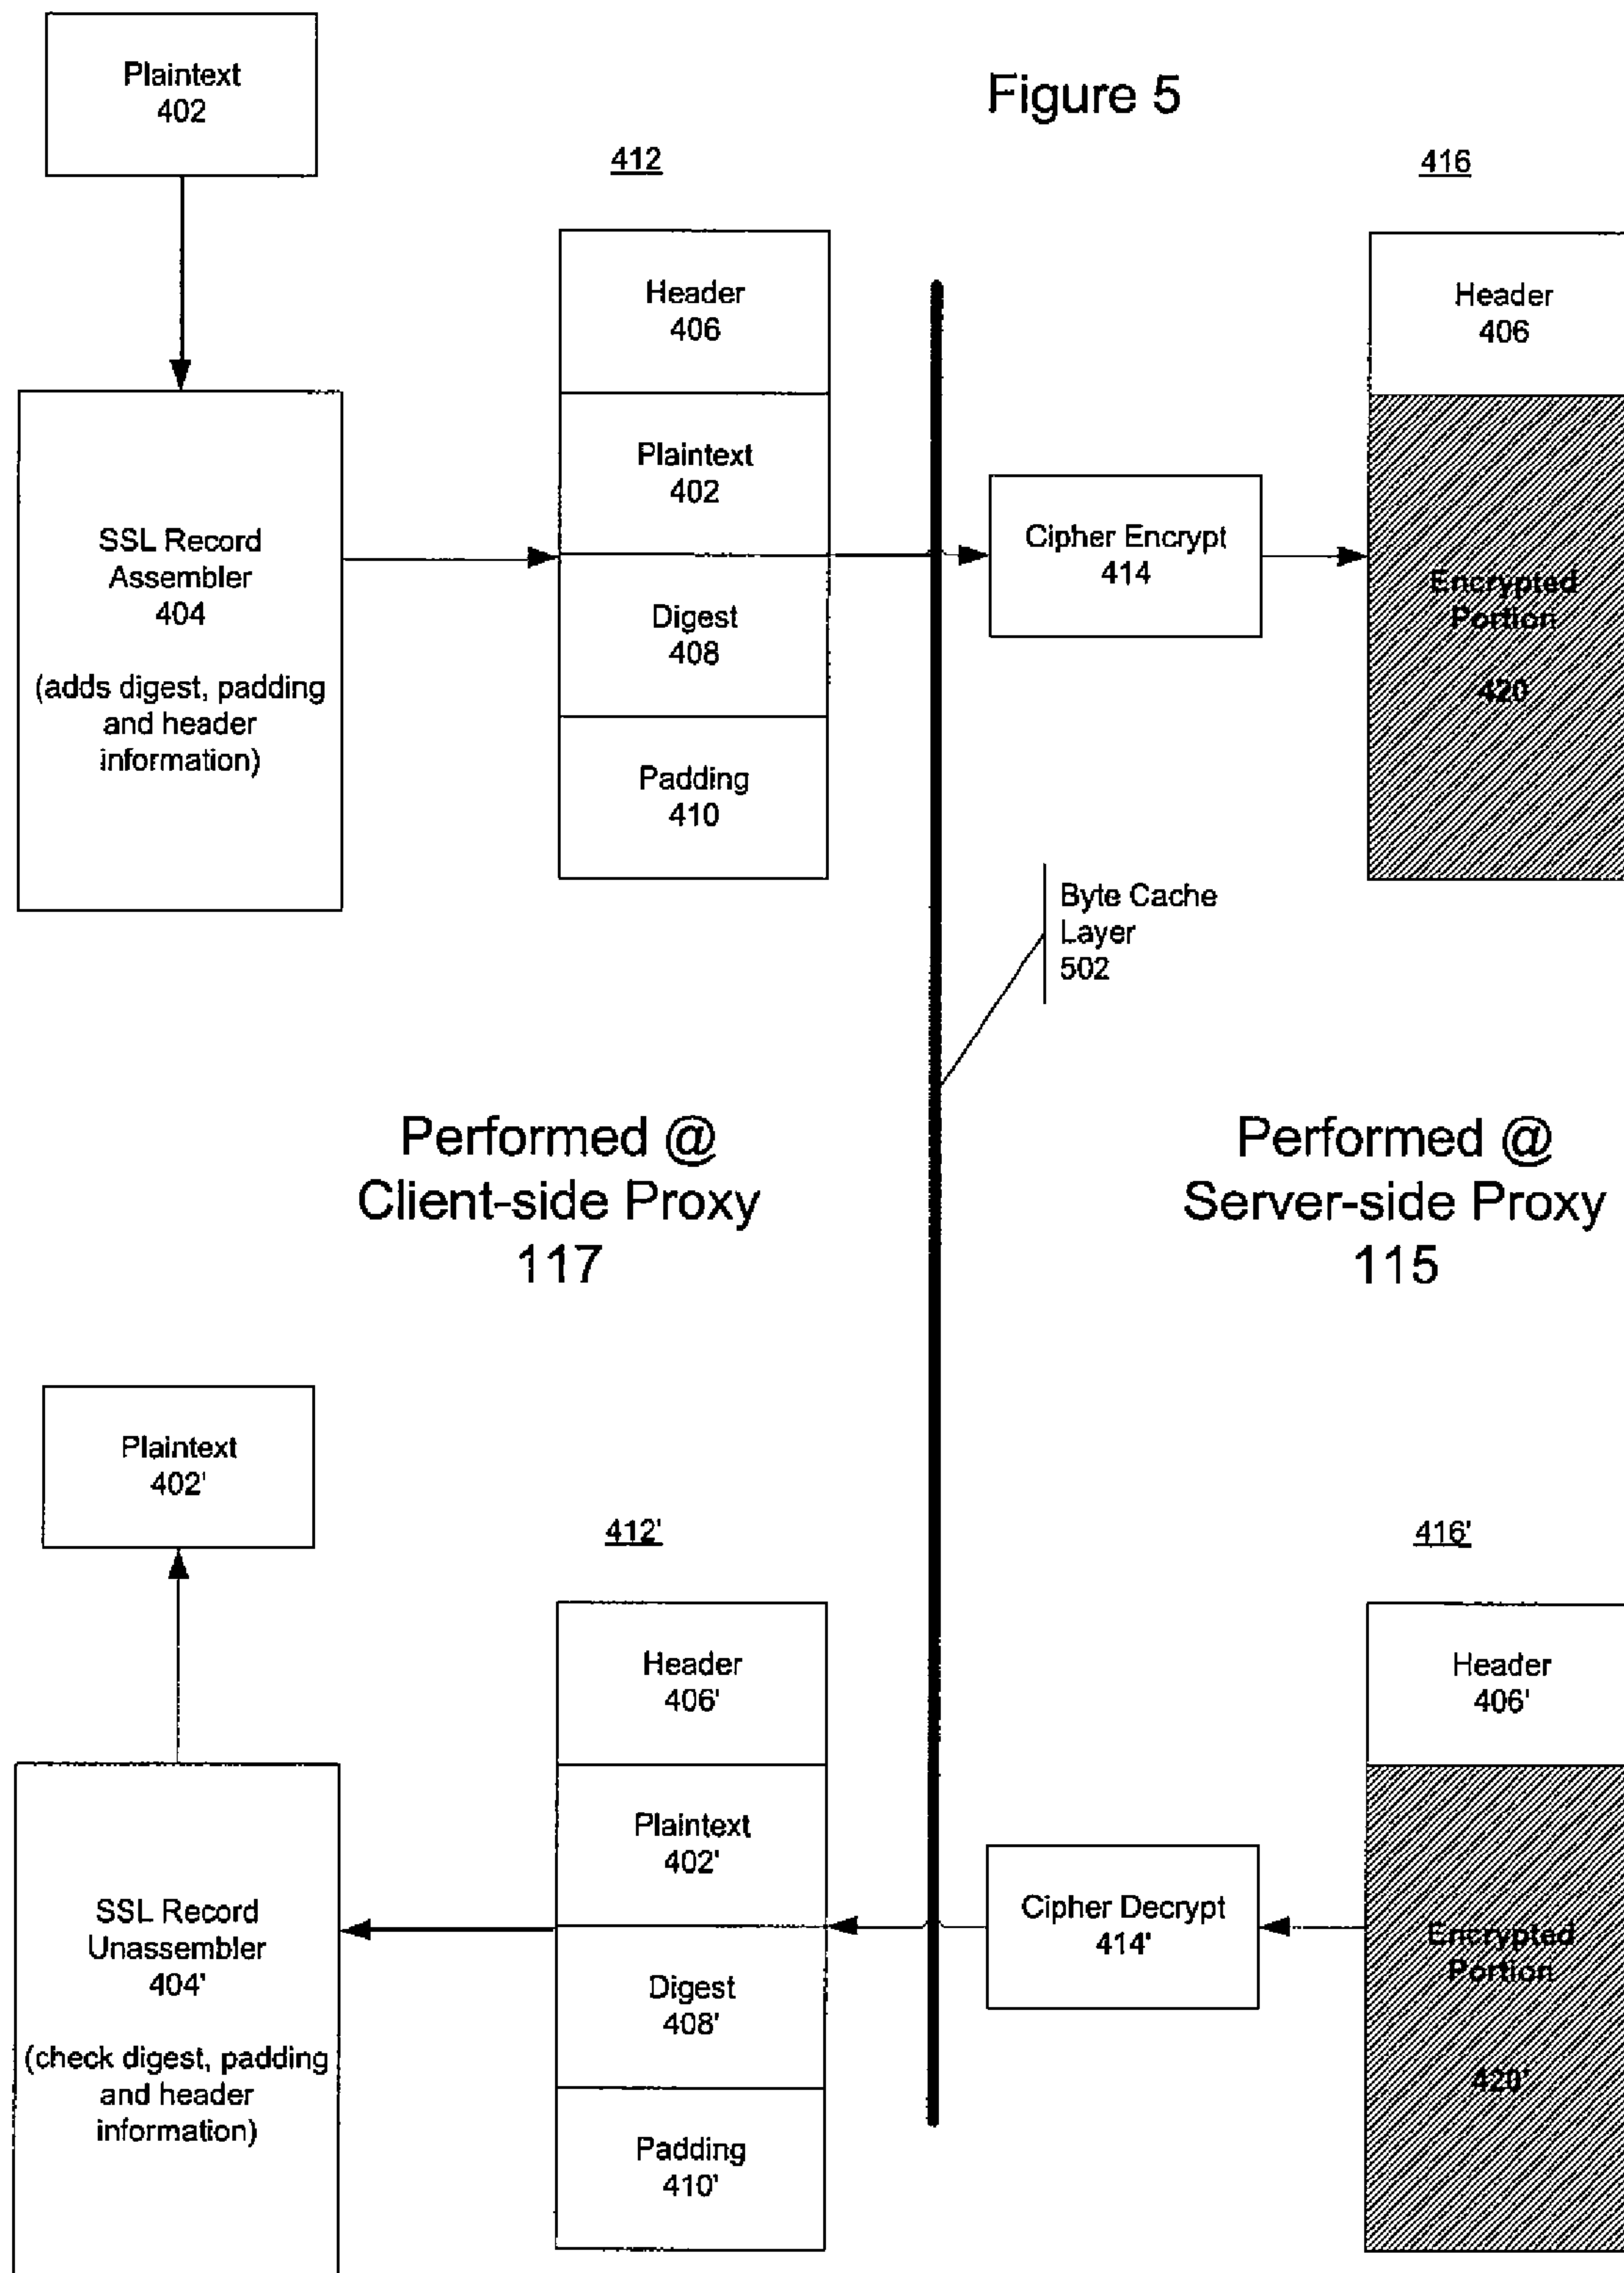 Plaintext
402
Figure 5
412
416
Header
406
Plaintext
402
Digest
408
Padding
410
SSL Record
Assembler
404
(adds digest, padding
and header
information)
Cipher Encrypt
414
Header
406
Encrypted
Portion
420
Byte Cache
Layer
502
Performed @
Client-side Proxy
117
Performed @
Server-side Proxy
115
Plaintext
402'
412'
416'
Header
406'
Plaintext
402'
Digest
408'
Padding
410'
SSL Record
Unassembler
404'
(check digest, padding
and header
information)
Cipher Decrypt
414'
Header
406'
Encrypted
Portion
420'